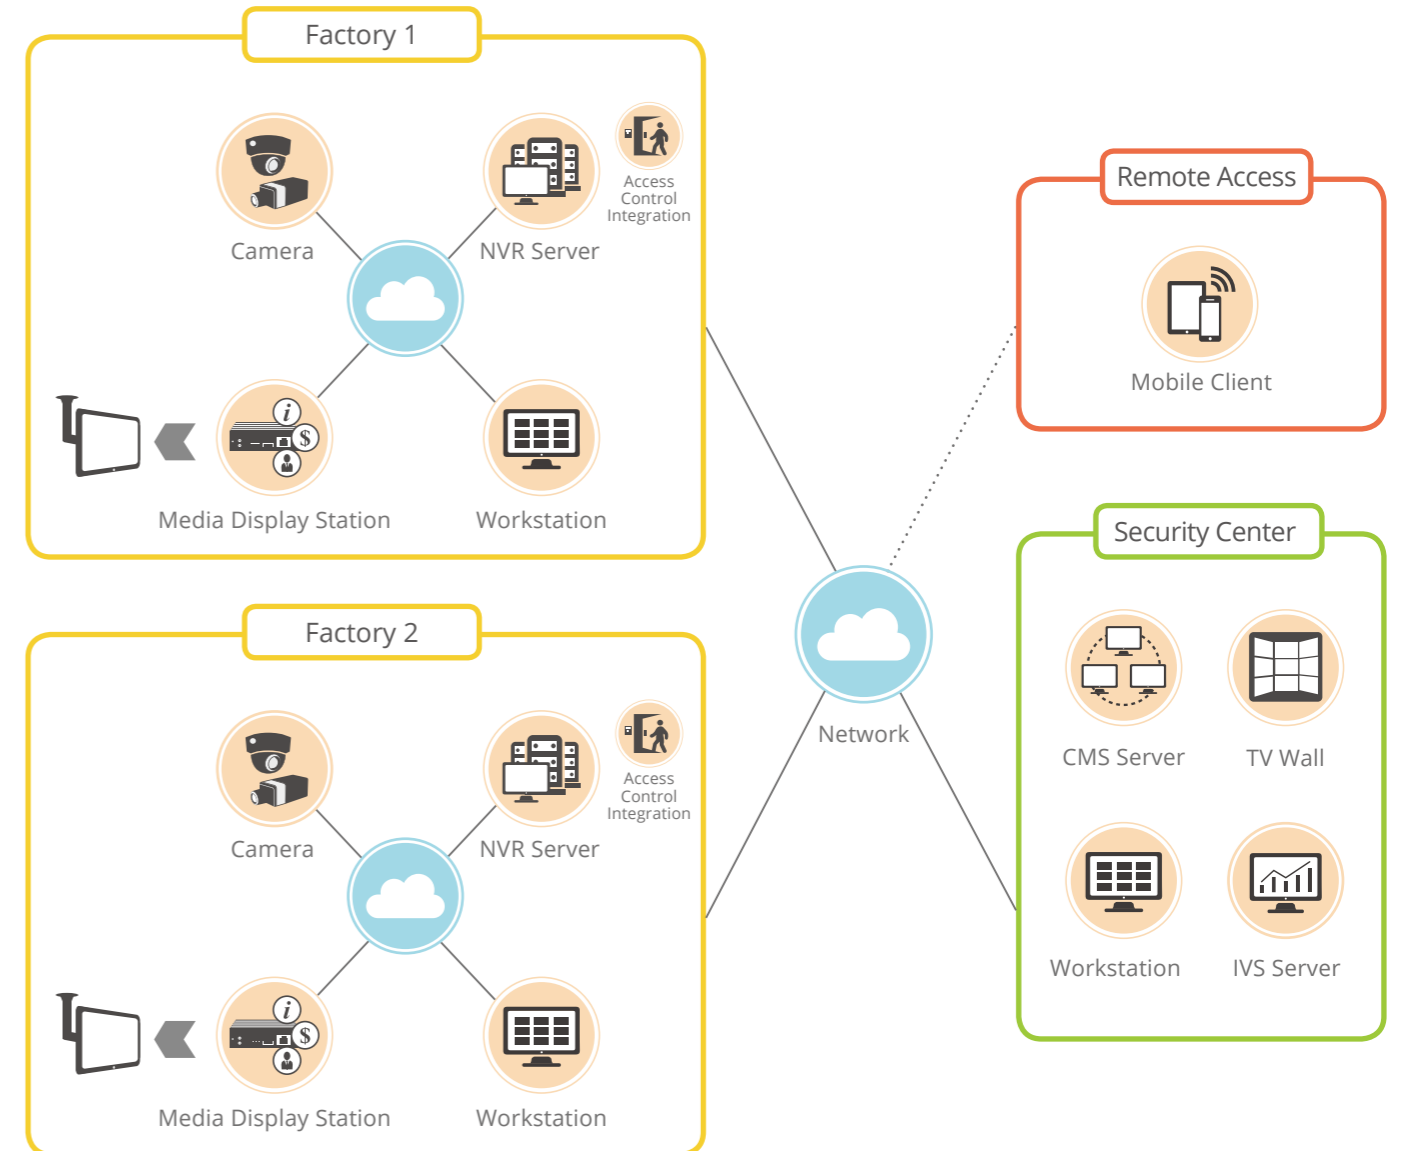 Factory 1
Camera
NVR Server
Access
Control
Integration
i
$
Media Display Station
Workstation
Factory 2
Camera
NVR Server
Access
Control
Integration
i
$
Media Display Station
Workstation
Network
Remote Access
Mobile Client
Security Center
CMS Server
TV Wall
Workstation
IVS Server